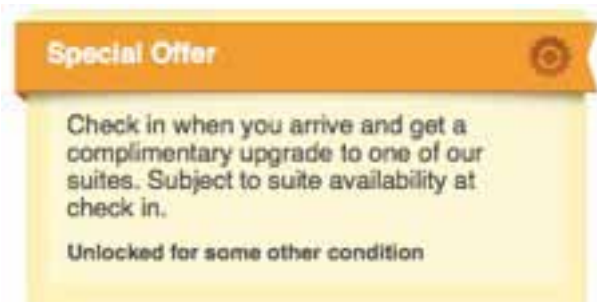 Special Offer
Check in when you arrive and get a
complimentary upgrade to one of our
suites. Subject to suite availability at
check in.
Unlocked for some other condition